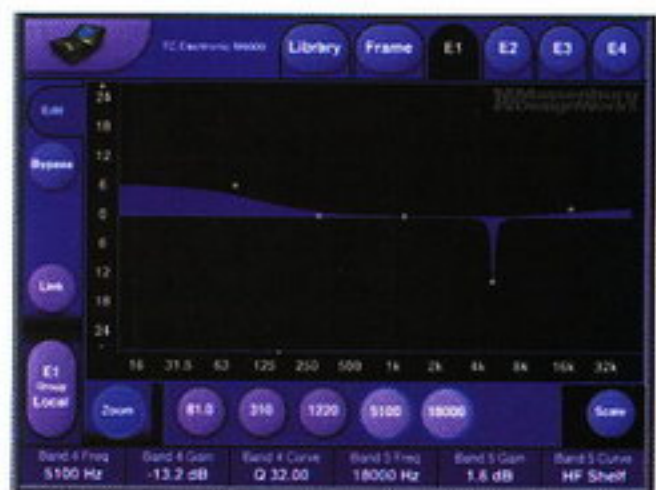 TC Electronic M6000
Library
Frame
E1
E2
E3
E4
Edit
Massenburg
DesignWorks
Bypass
Link
E1
Group
Local
24
18
12
6
0
6
12
18
24
16 31.5 63 125 250 500 1k 2k 4k 8k 16k 32k
Zoom
81.0
310
1220
5100
18000
Scale
Band 4 Freq
5100 Hz
Band 4 Gain
-13.2 dB
Band 4 Curve
Q 32.00
Band 5 Freq
18000 Hz
Band 5 Gain
1.6 dB
Band 5 Curve
HF Shelf